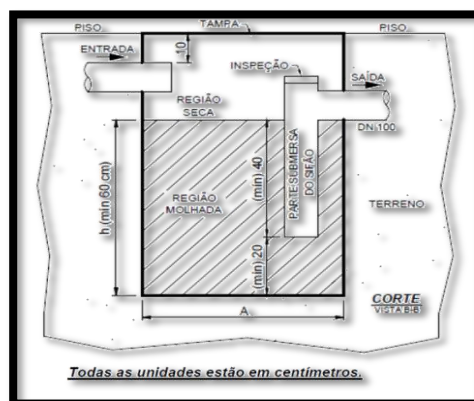 PISO.
TAMPA
PISO.
ENTRADA
10
INSPEÇÃO
SAÍDA
REGIÃO
SECA
DN.100
h (min 60 cm)
REGIÃO
MOLHADA
(min) 40
PARTE SUBMERSA
DO SIFÃO
TERRENO
(min) 20
CORTE
A
Todas as unidades estão em centímetros.